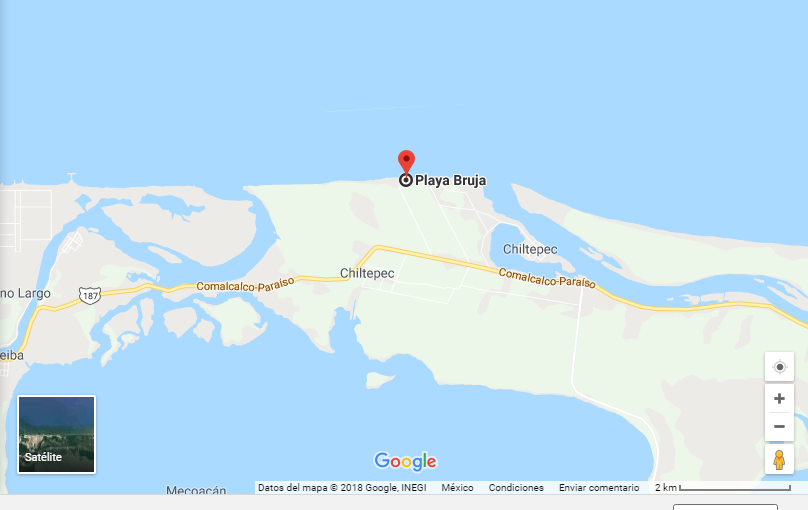 Playa Bruja
Chiltepec
Chiltepec
Comalcalco-Paraíso
Comalcalco-Paraíso
no Largo
187
eiba
Satélite
Google
Mecoacán
Datos del mapa © 2018 Google, INEGI México Condiciones Enviar comentario 2 km